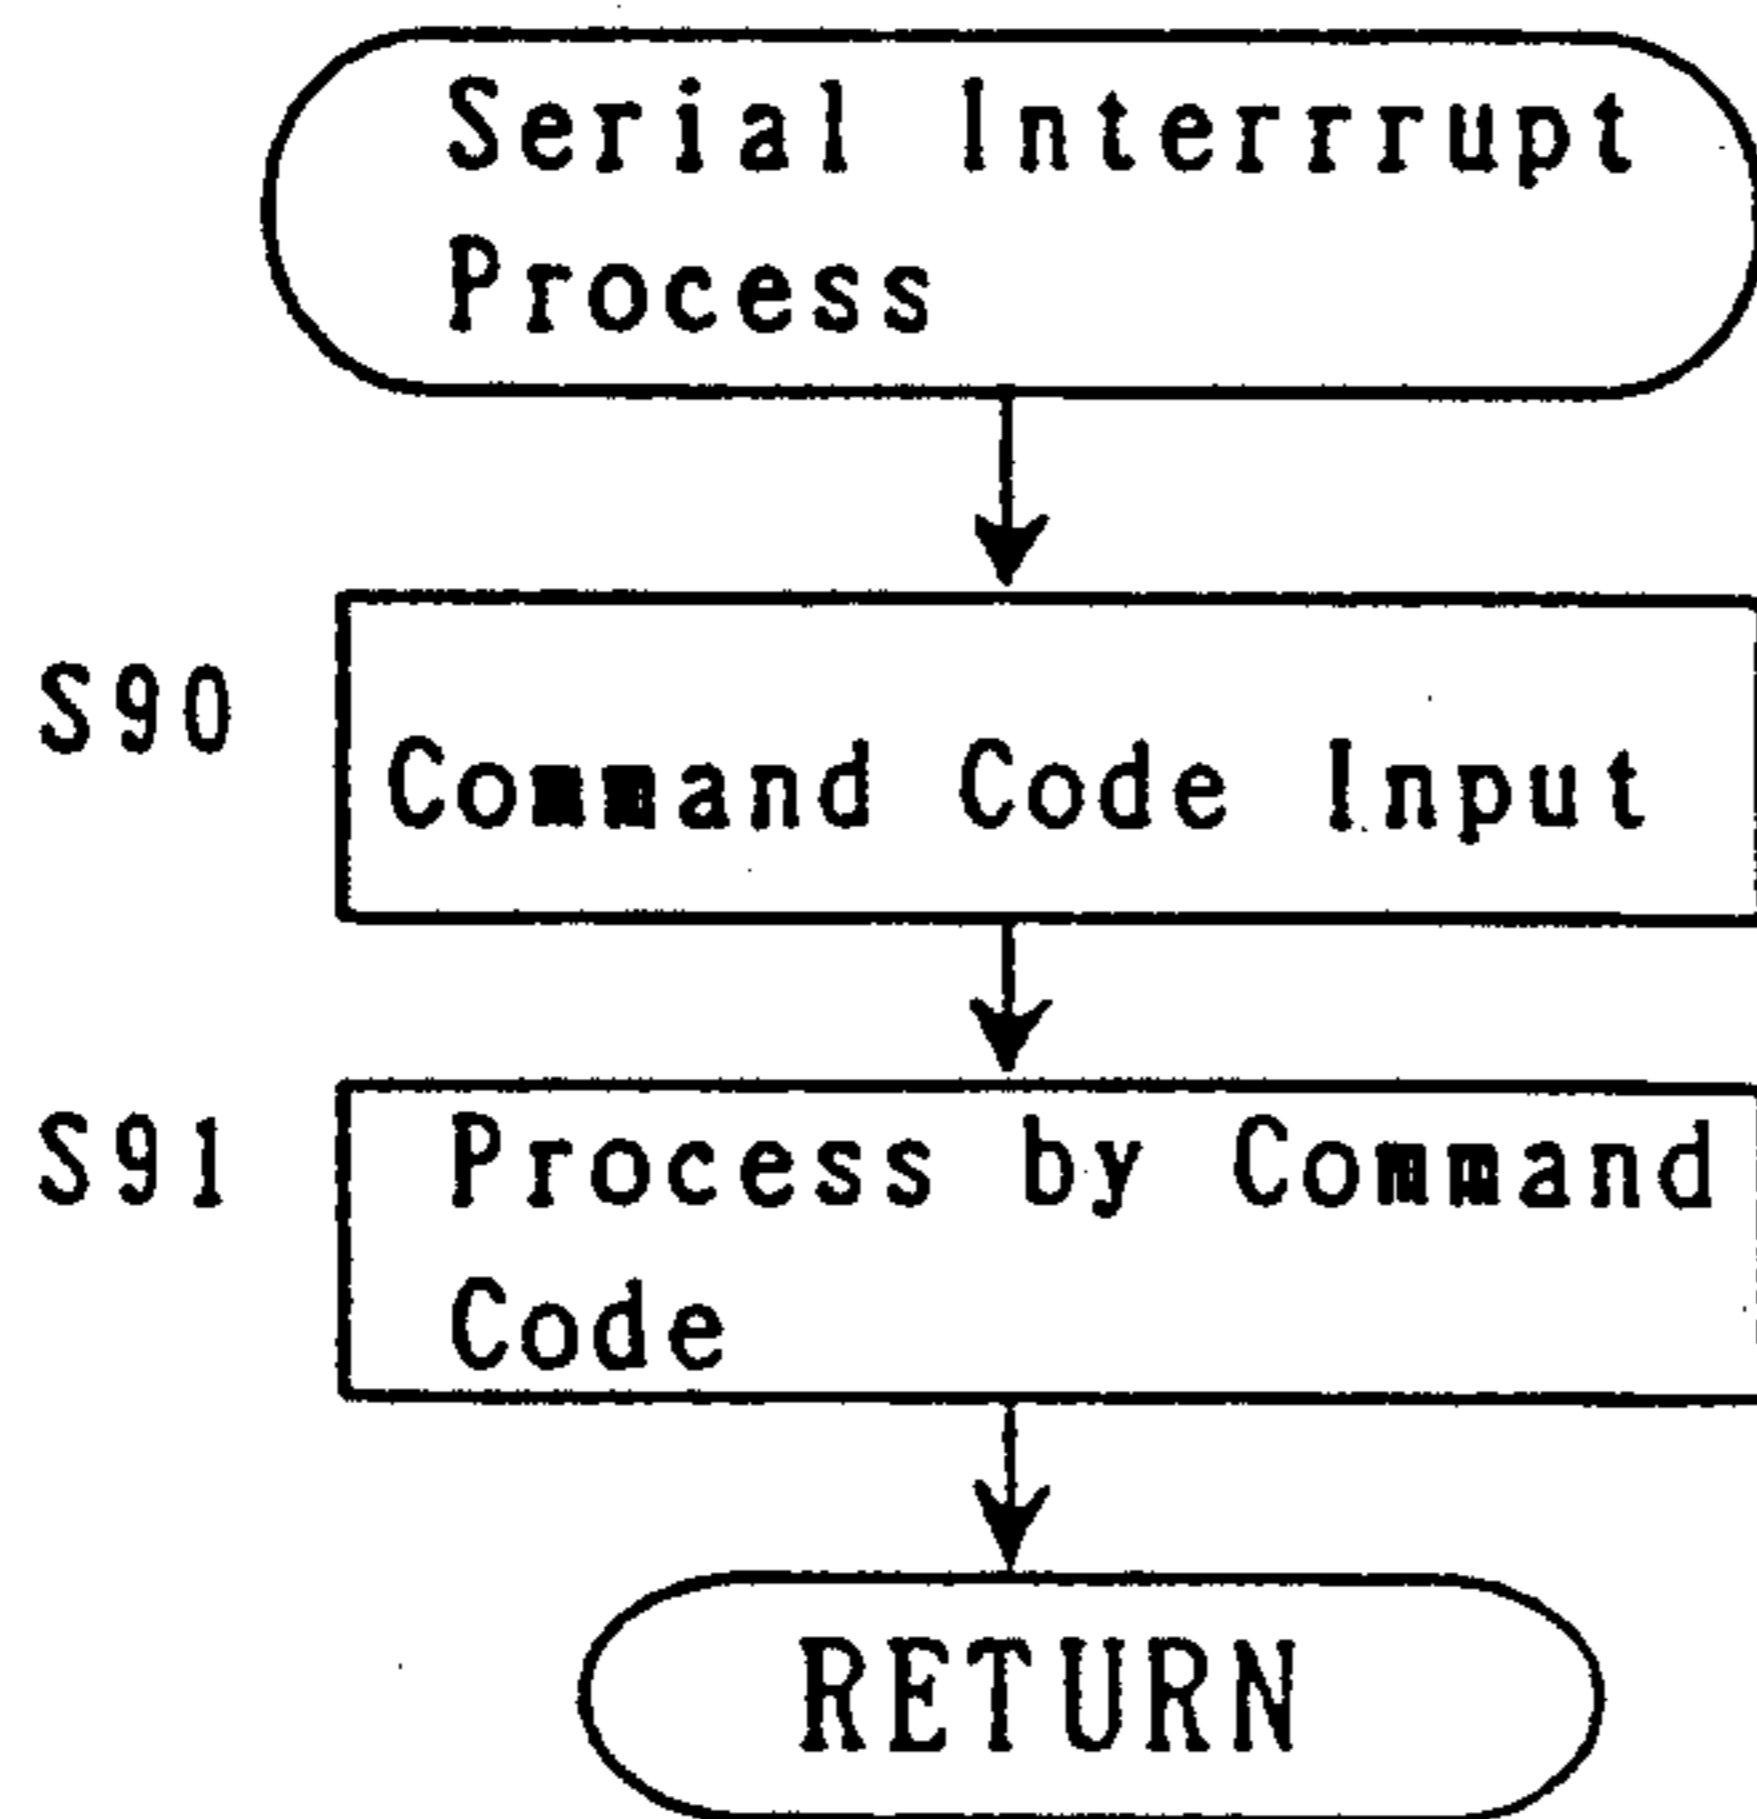 Serial Interrrupt
Process
S90
Command Code Input
S91
Process by Command
Code
RETURN